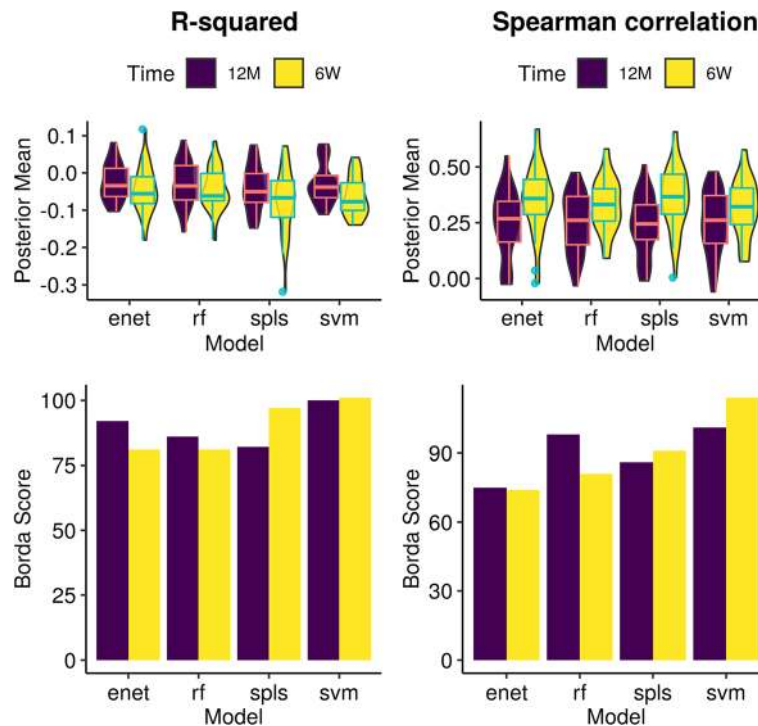 R-squared
Time 12M 6W
Posterior Mean
0.1
0.0
-0.1
-0.2
-0.3
enet rf spls svm
Model
Spearman correlation
Time 12M 6W
Posterior Mean
0.50
0.25
0.00
enet rf spls svm
Model
Borda Score
100
75
50
25
0
enet rf spls svm
Model
Borda Score
90
60
30
0
enet rf spls svm
Model